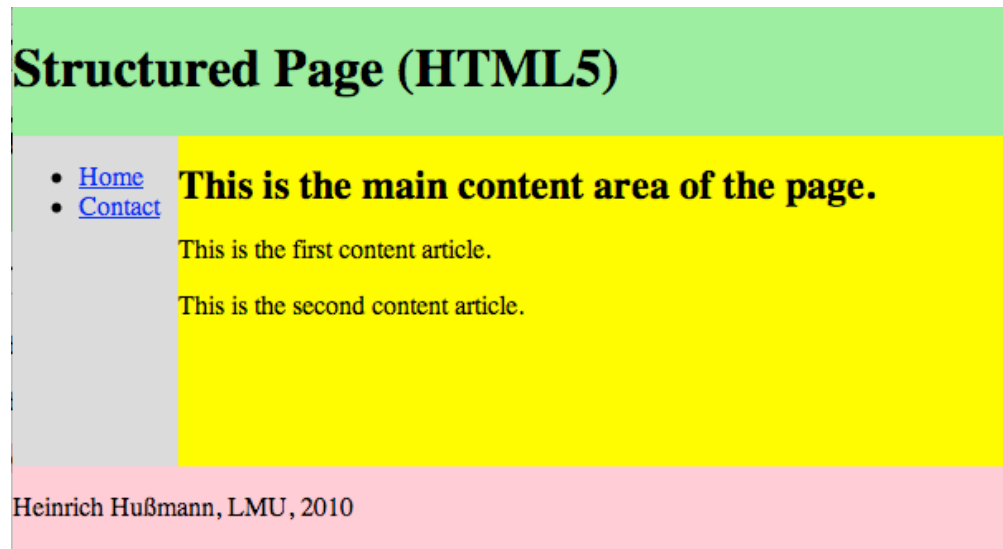 Structured Page (HTML5)
Home
Contact
This is the main content area of the page.
This is the first content article.
This is the second content article.
Heinrich Hußmann, LMU, 2010